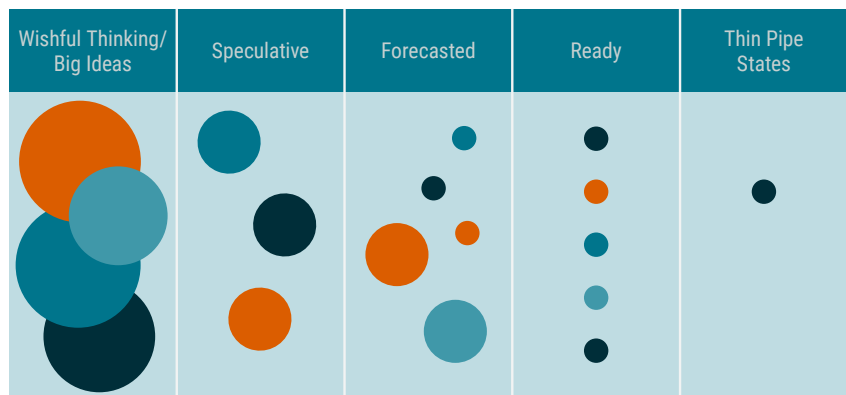 Wishful Thinking/
Big Ideas
Speculative
Forecasted
Ready
Thin Pipe
States